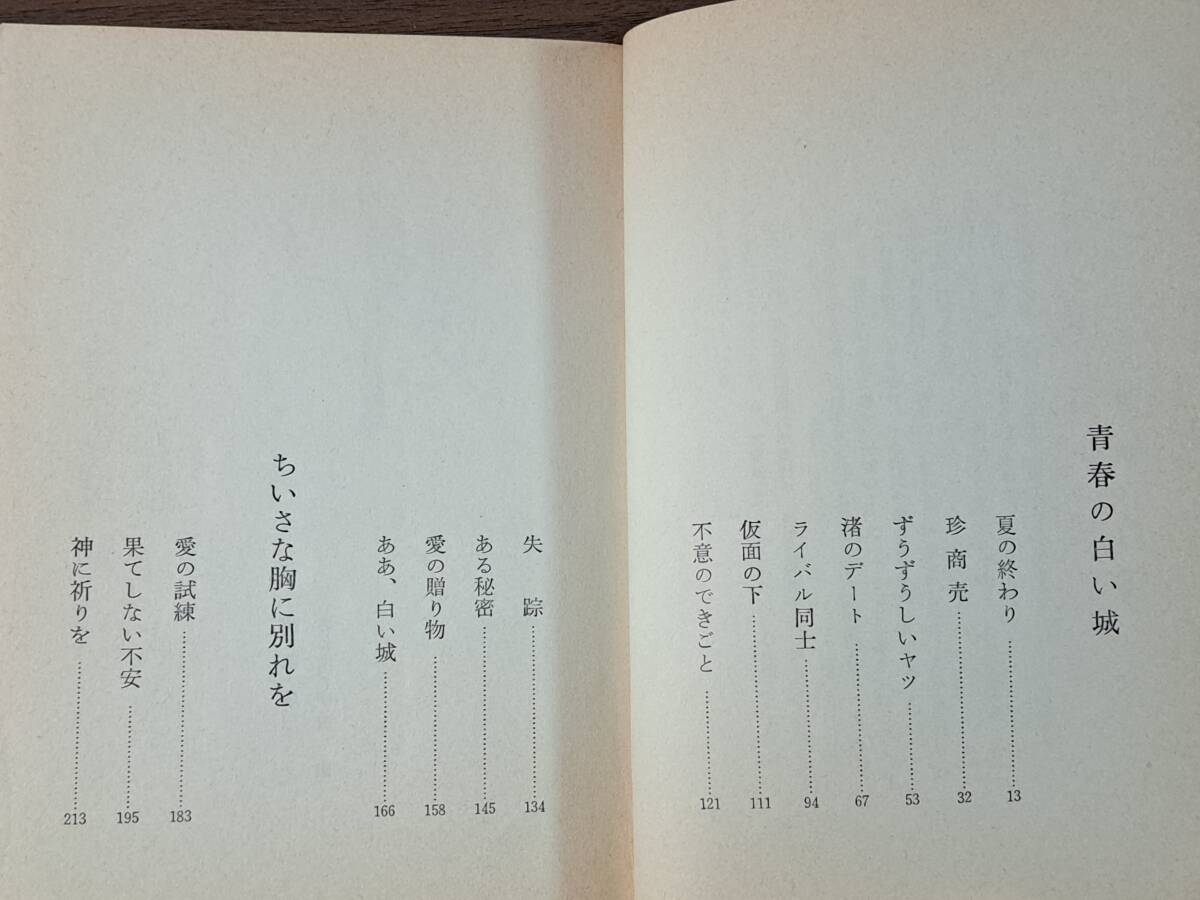 青春の白い城
夏の終わり 13
珍商売 32
ずうずうしいヤツ 53
渚のデート 67
ライバル同士 94
仮面の下 111
不意のできごと 121
失踪 134
ある秘密 145
愛の贈り物 158
ああ、白い城 166
ちいさな胸に別れを
愛の試練 183
果てしない不安 195
神に祈りを 213